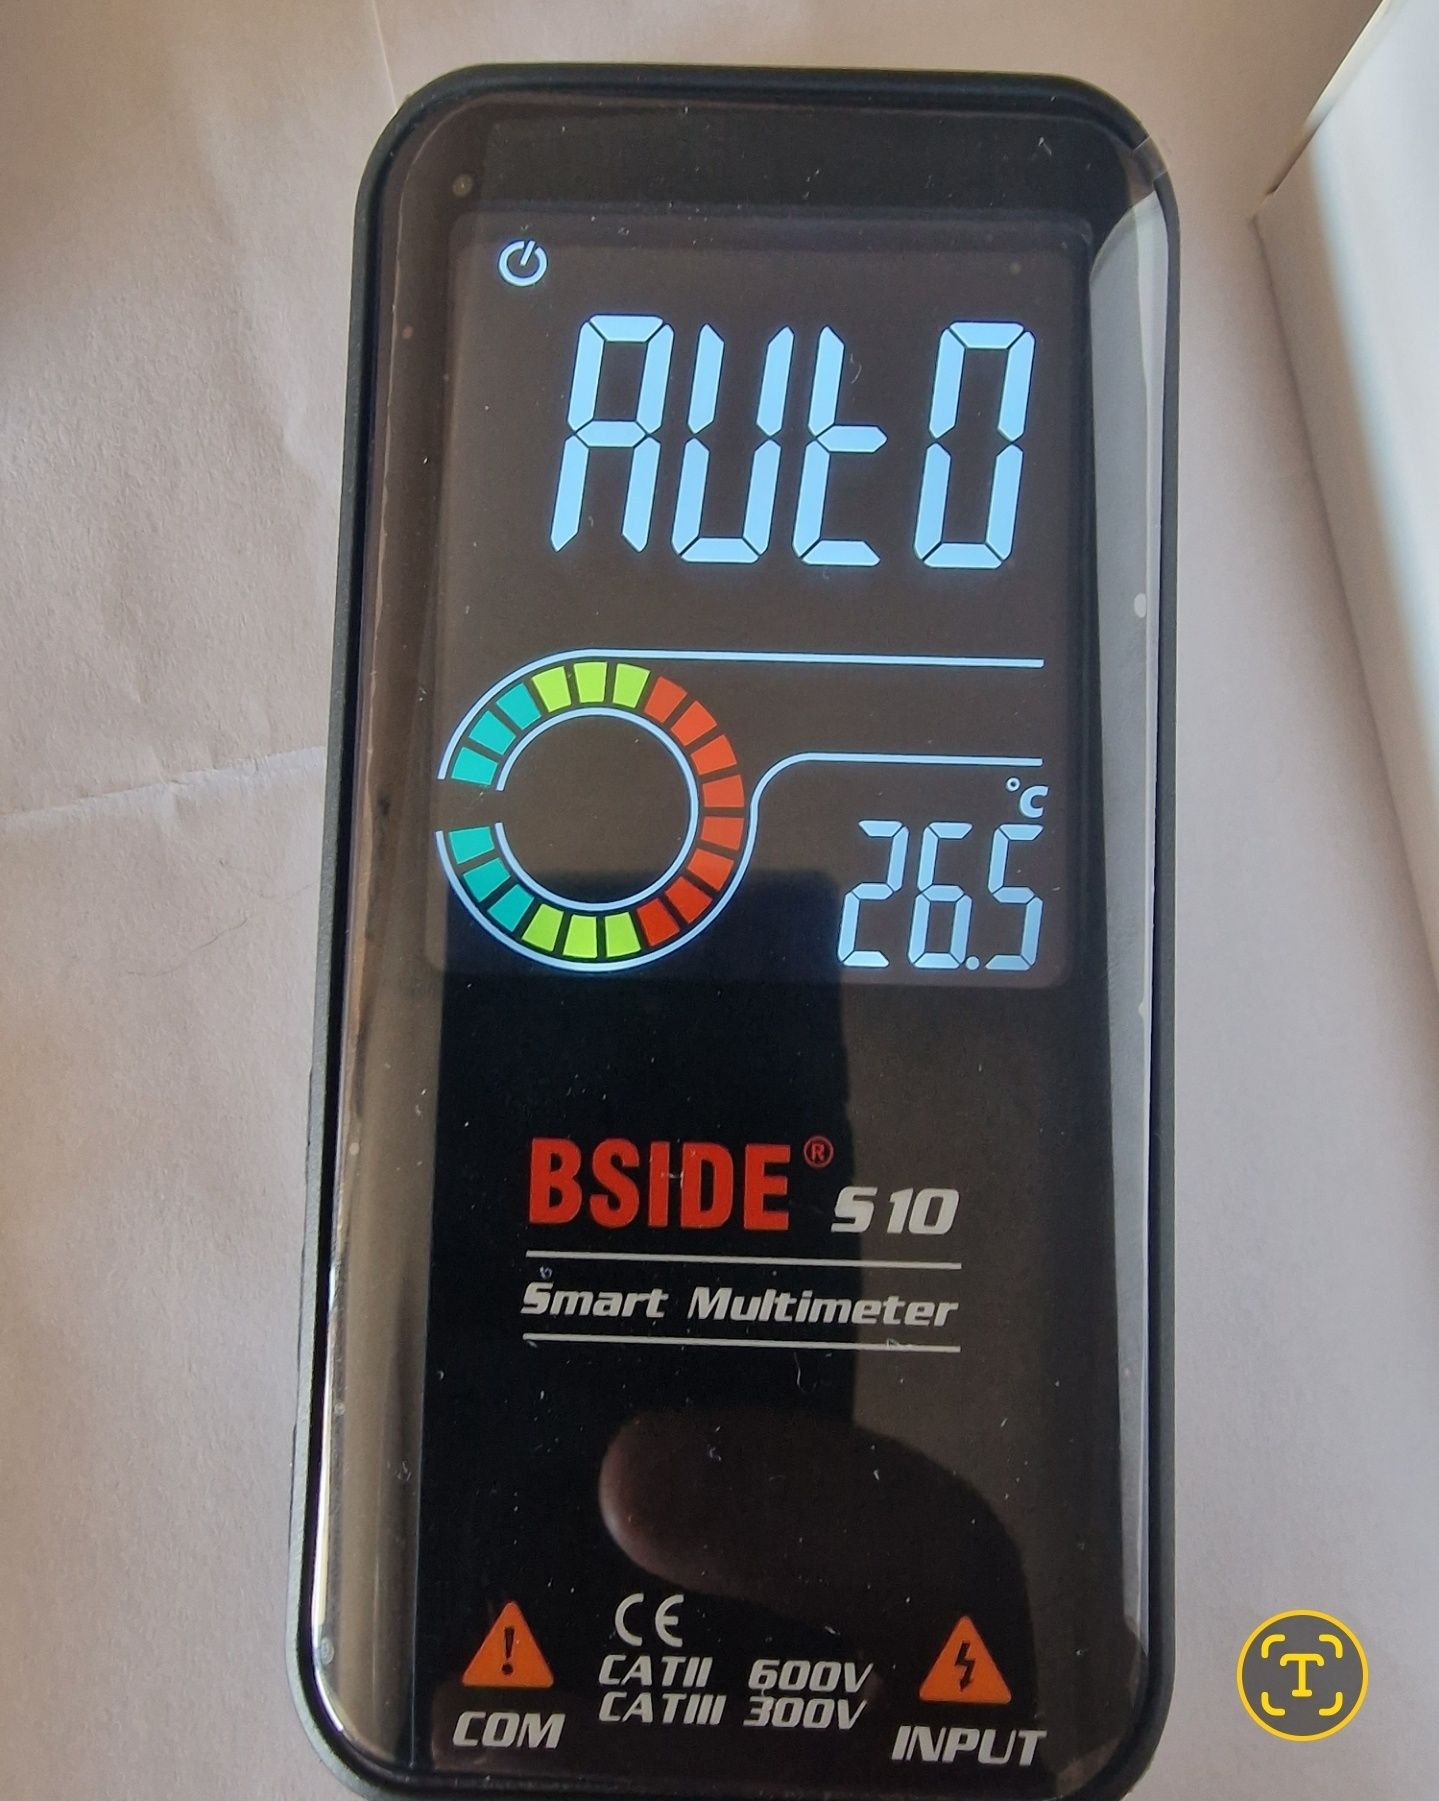 AUtO
°C
26.5
BSIDE® S10
Smart Multimeter
CE
CATII 600V
CATIII 300V
COM
INPUT
T